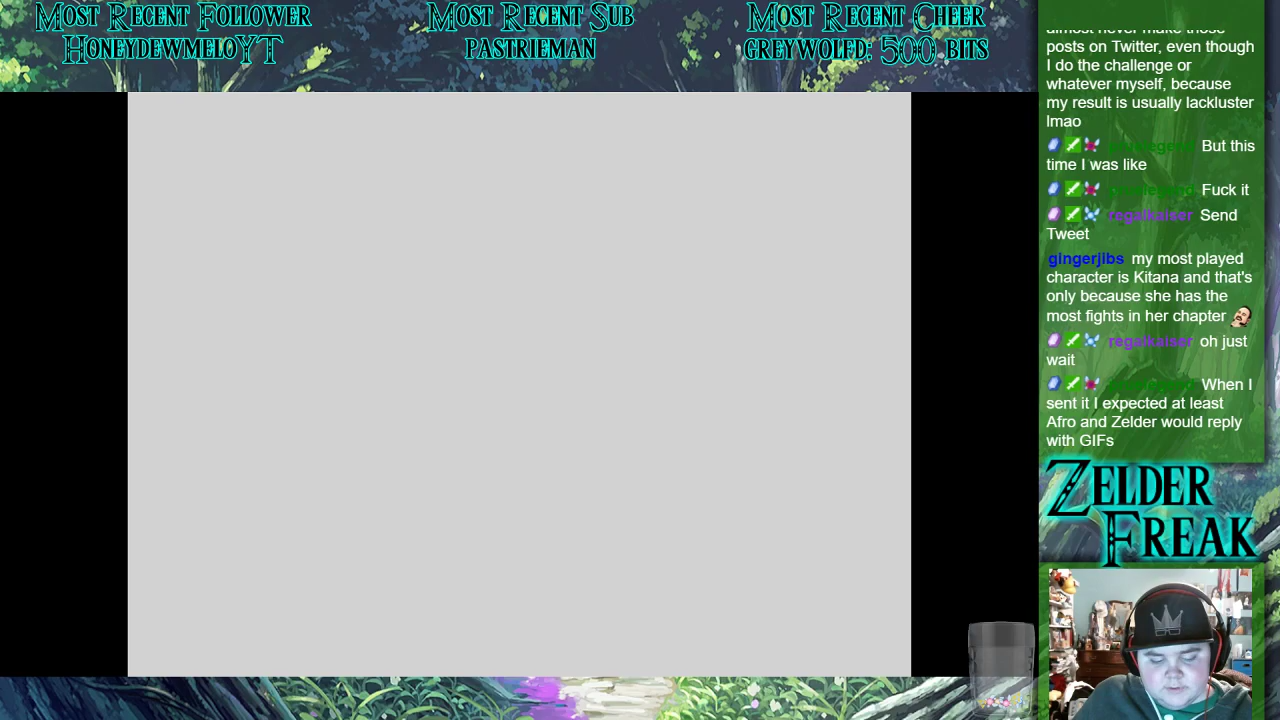 Most Recent Follower
HoneydewmeloYT
Most Recent Sub
pastrieman
Most Recent Cheer
greywolfd: 500 bits
almost never make those
posts on Twitter, even though
I do the challenge or
whatever myself, because
my result is usually lackluster
lmao
But this
time I was like
Fuck it
regalkaiser Send
Tweet
gingerjibs my most played
character is Kitana and that's
only because she has the
most fights in her chapter
regalkaiser oh just
wait
When I
sent it I expected at least
Afro and Zelder would reply
with GIFs
Zelder
Freak